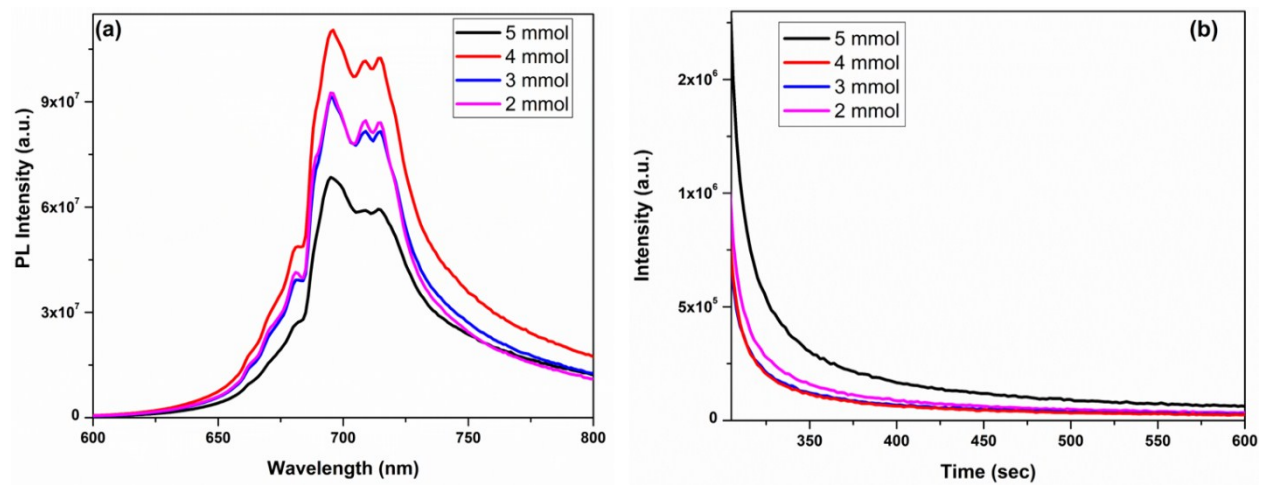 (a)
5 mmol
4 mmol
3 mmol
2 mmol
PL Intensity (a.u.)
9x10⁷
6x10⁷
3x10⁷
0
600 650 700 750 800
Wavelength (nm)
(b)
5 mmol
4 mmol
3 mmol
2 mmol
Intensity (a.u.)
2x10⁶
1x10⁶
5x10⁵
0
350 400 450 500 550 600
Time (sec)